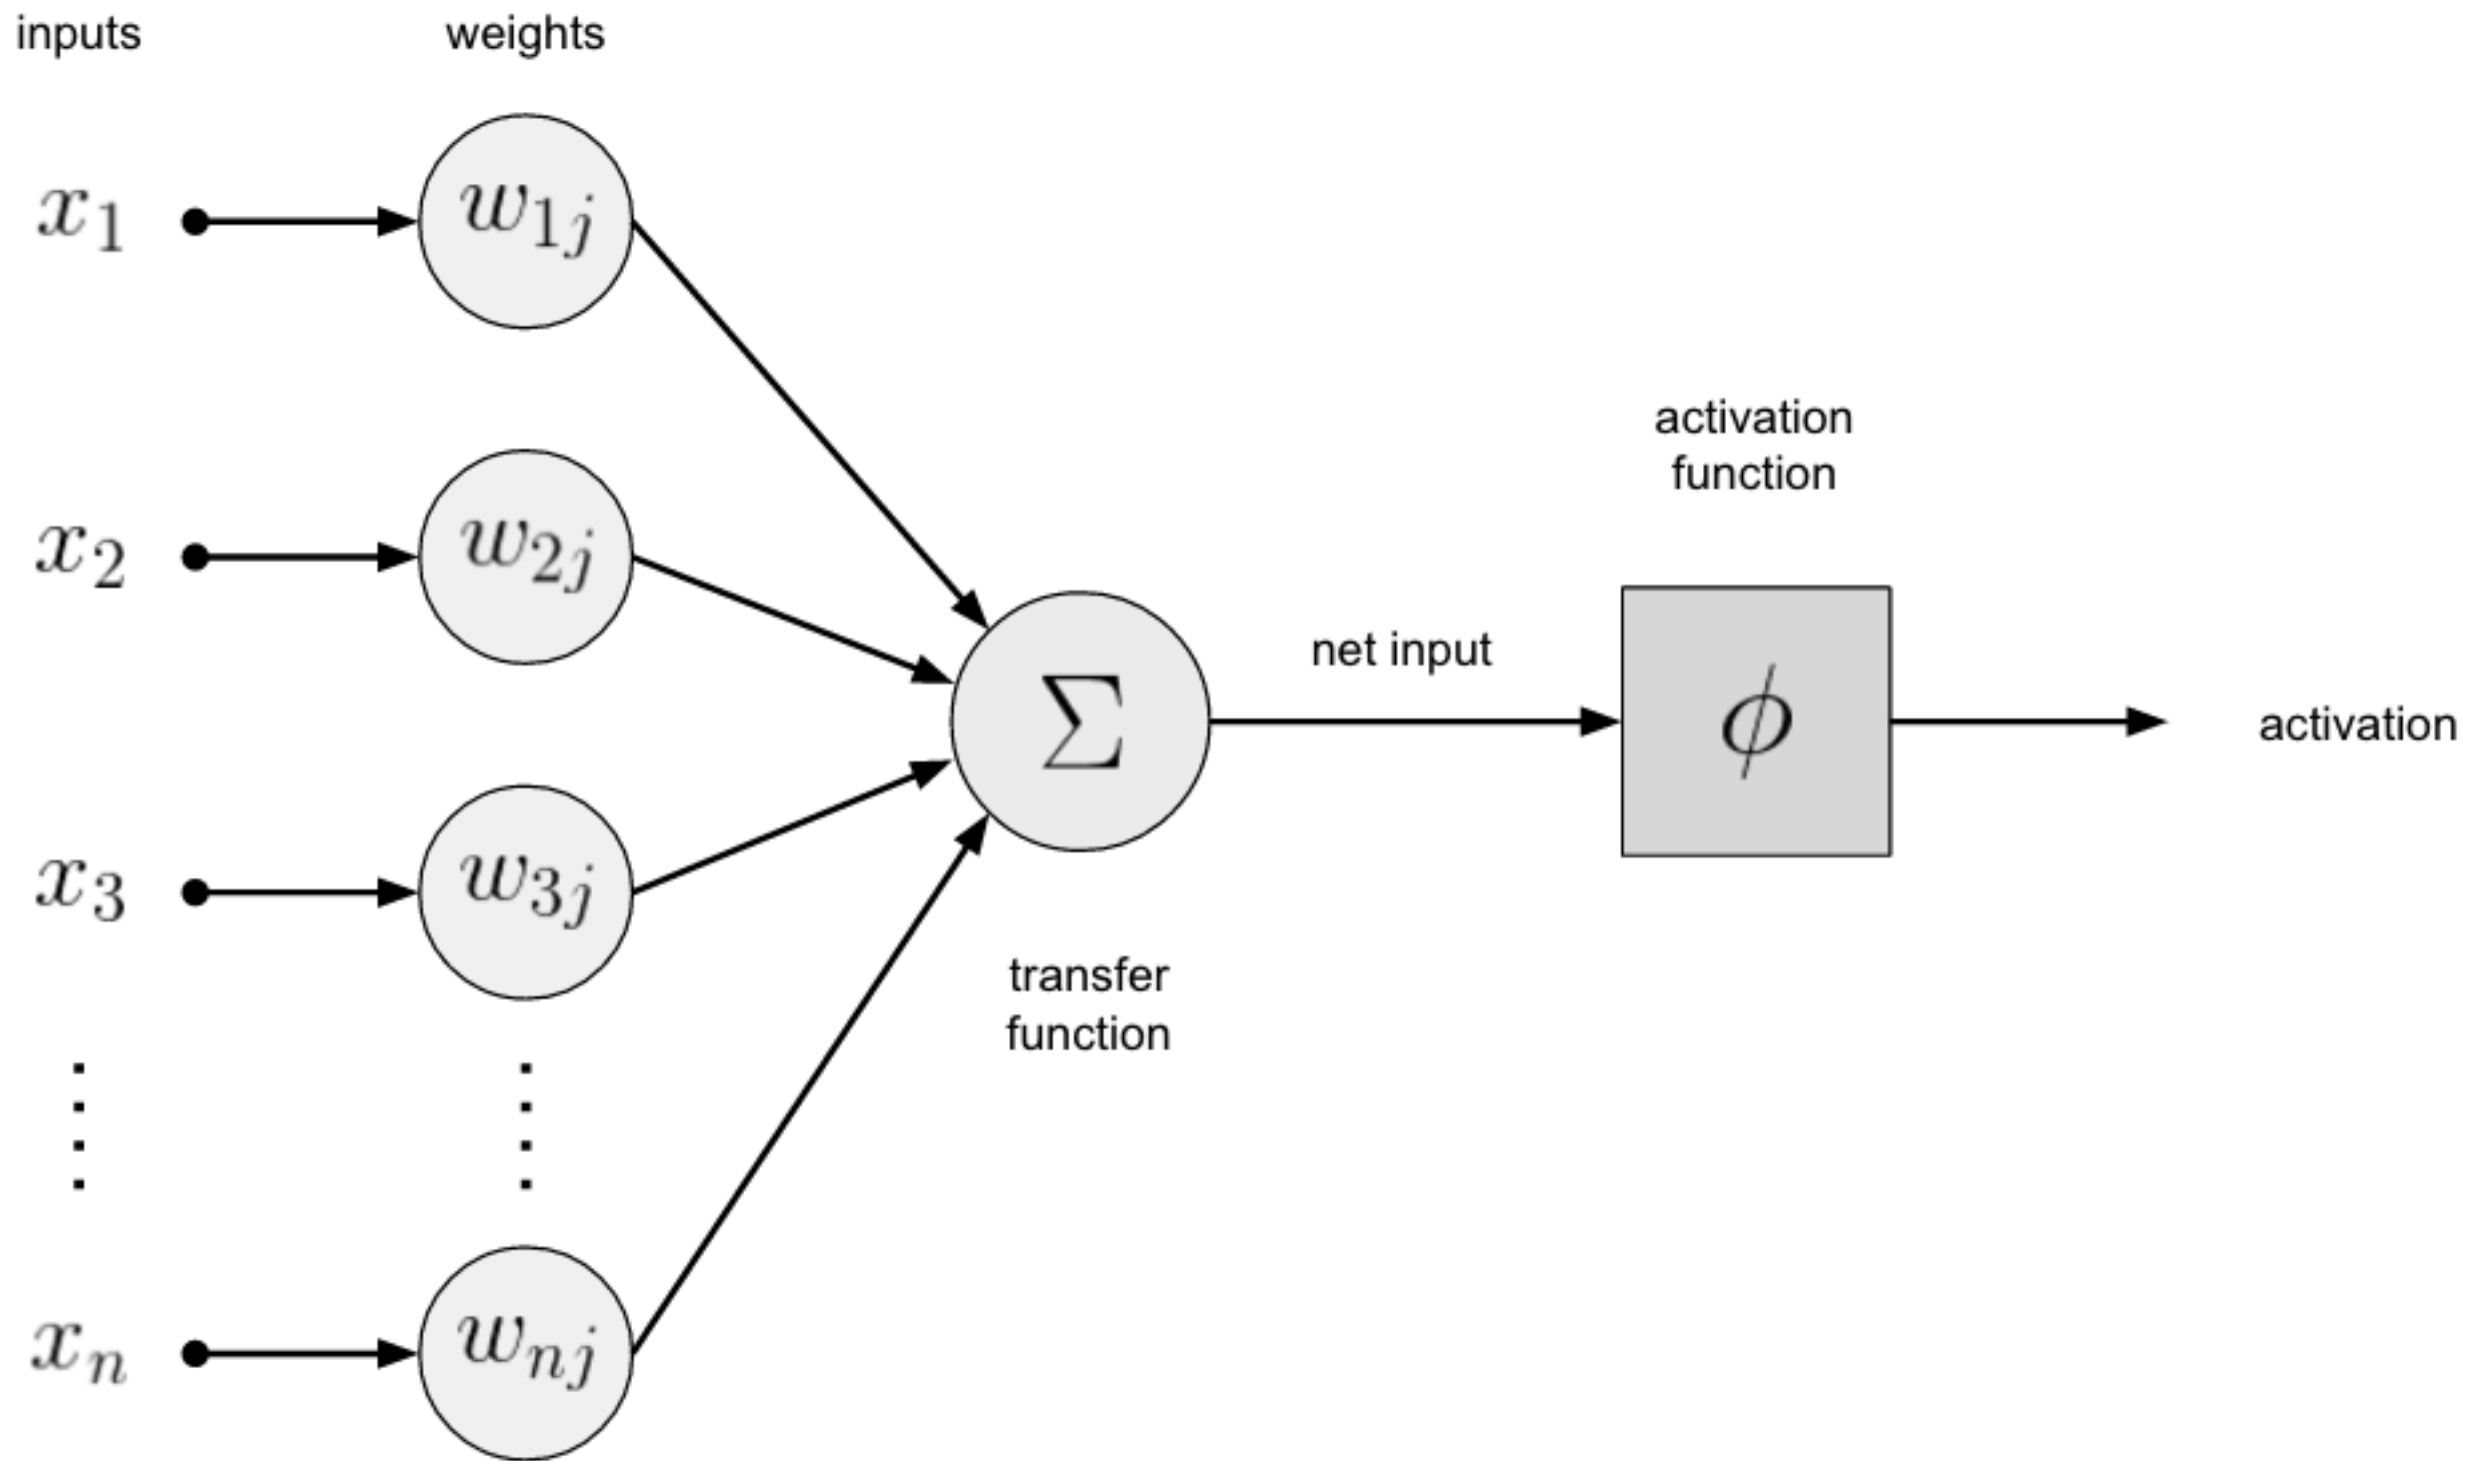 inputs weights
x₁ w₁ⱼ
activation
function
x₂ w₂ⱼ
net input
Σ ϕ activation
x₃ w₃ⱼ
transfer
function
xₙ wₙⱼ